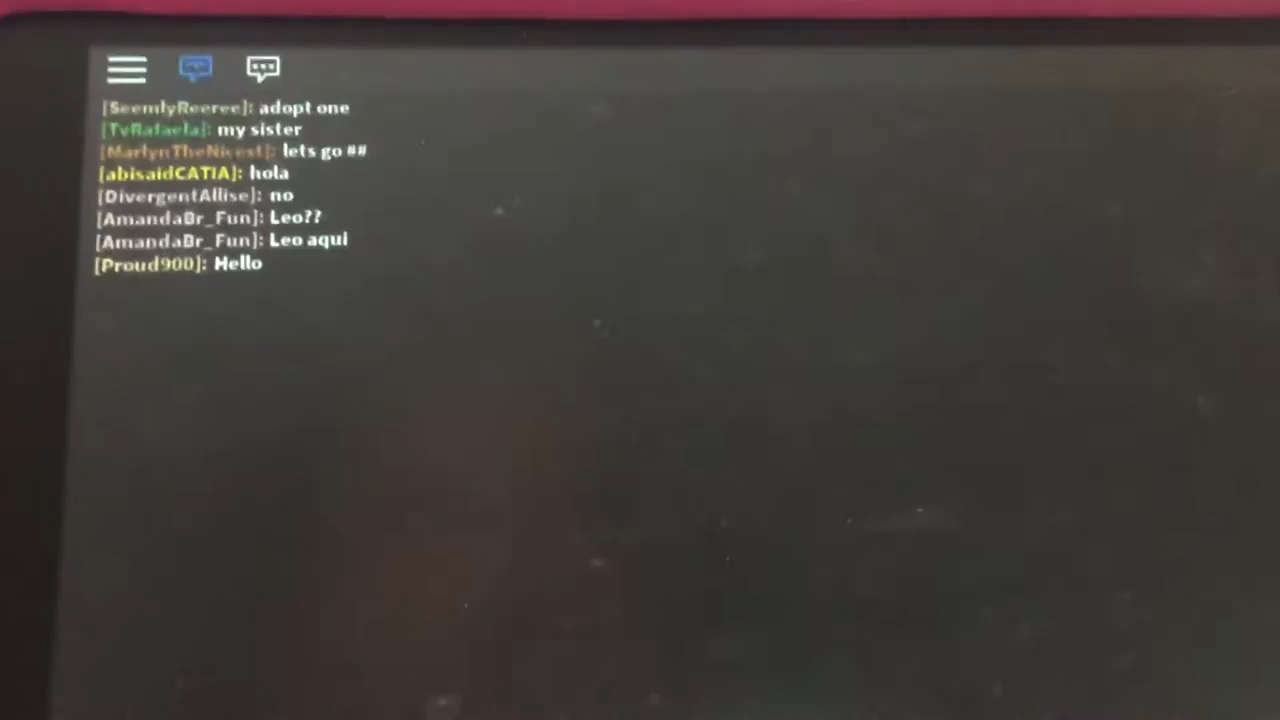 [SeemlyReeree]: adopt one
[TvRafaela]: my sister
[MarlynTheNicest]: lets go ##
[abisaidCATIA]: hola
[DivergentAllise]: no
[AmandaBr_Fun]: Leo??
[AmandaBr_Fun]: Leo aqui
[Proud900]: Hello